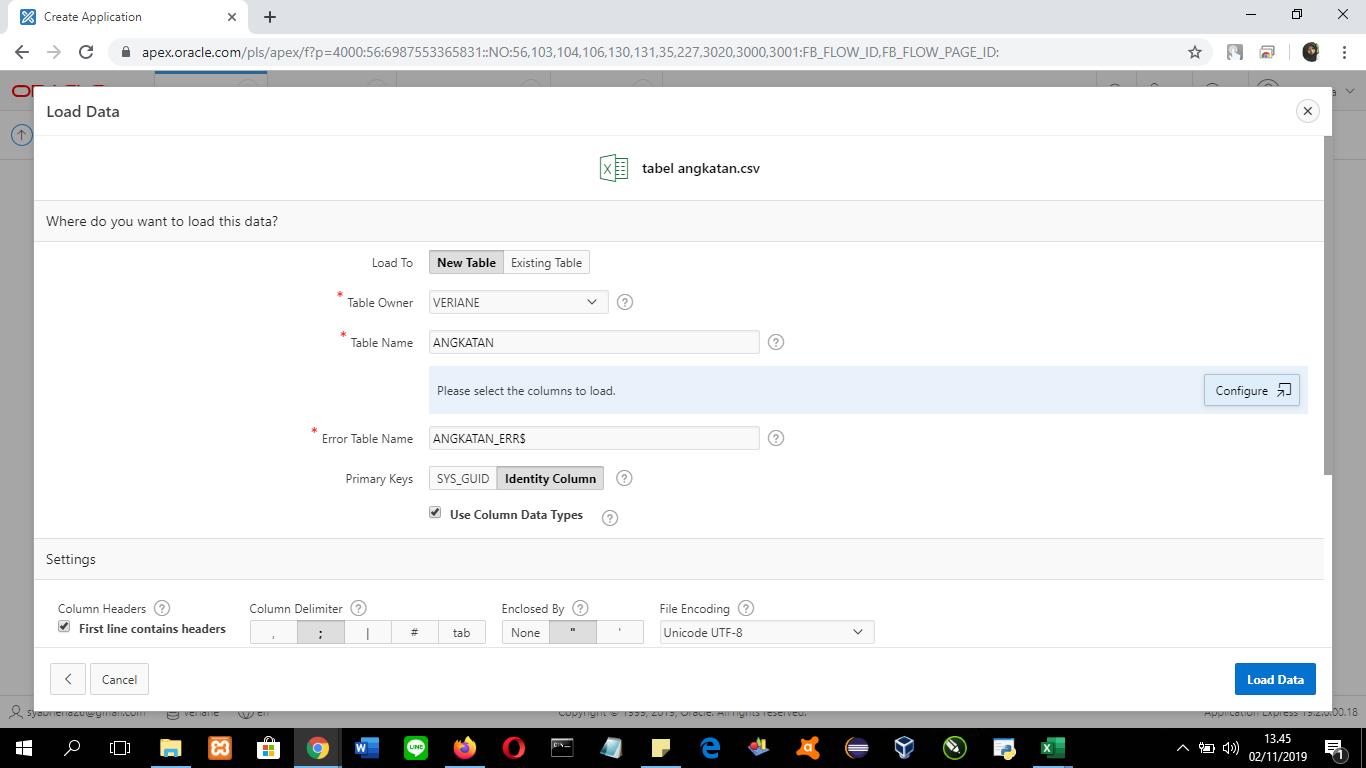 Create Application
apex.oracle.com/pls/apex/f?p=4000:56:6987553365831::NO:56,103,104,106,130,131,35,227,3020,3000,3001:FB_FLOW_ID,FB_FLOW_PAGE_ID:
Load Data
tabel angkatan.csv
Where do you want to load this data?
Load To New Table Existing Table
* Table Owner VERIANE
* Table Name ANGKATAN
Please select the columns to load. Configure
* Error Table Name ANGKATAN_ERR$
Primary Keys SYS_GUID Identity Column
Use Column Data Types
Settings
Column Headers Column Delimiter Enclosed By File Encoding
First line contains headers , ; | # tab None " ' Unicode UTF-8
Cancel Load Data
veriane en Copyright © 1999, 2019, Oracle. All rights reserved. Application Express 19.2.0.00.18
13.45
02/11/2019
1